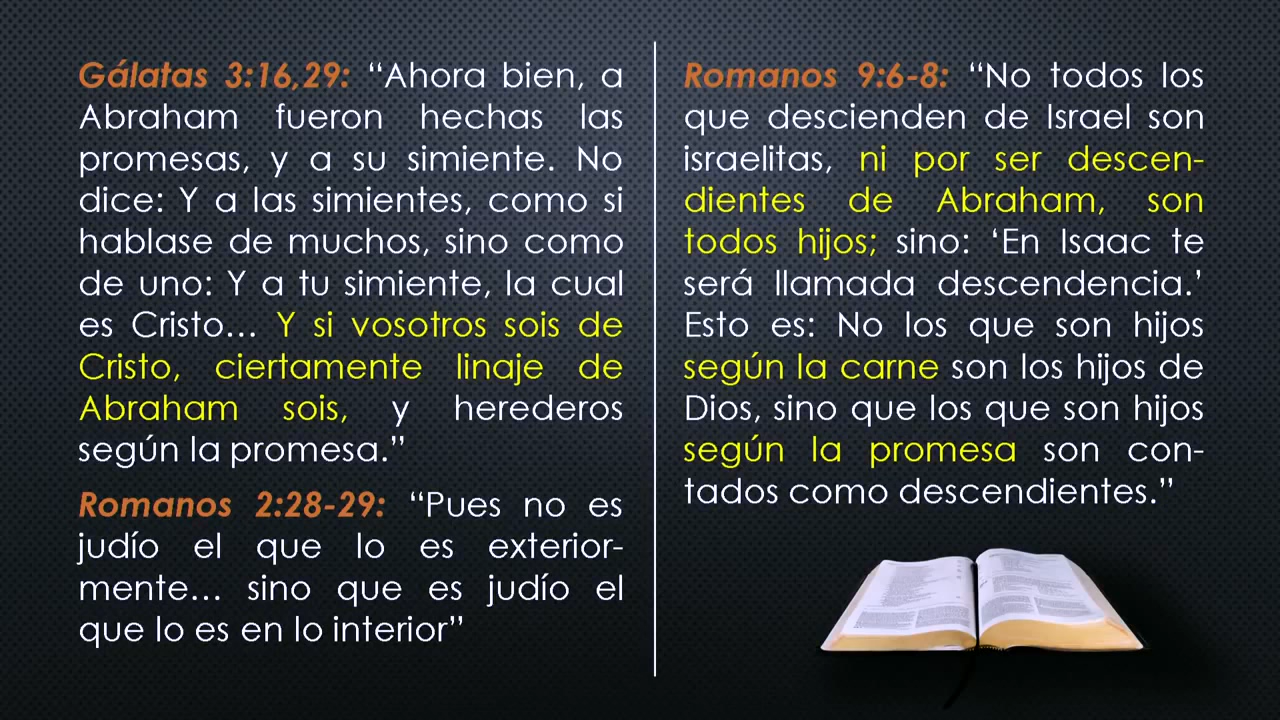 Gálatas 3:16,29: “Ahora bien, a
Abraham fueron hechas las
promesas, y a su simiente. No
dice: Y a las simientes, como si
hablase de muchos, sino como
de uno: Y a tu simiente, la cual
es Cristo… Y si vosotros sois de
Cristo, ciertamente linaje de
Abraham sois, y herederos
según la promesa.”
Romanos 2:28-29: “Pues no es
judío el que lo es exterior-
mente… sino que es judío el
que lo es en lo interior”
Romanos 9:6-8: “No todos los
que descienden de Israel son
israelitas, ni por ser descen-
dientes de Abraham, son
todos hijos; sino: ‘En Isaac te
será llamada descendencia.’
Esto es: No los que son hijos
según la carne son los hijos de
Dios, sino que los que son hijos
según la promesa son con-
tados como descendientes.”